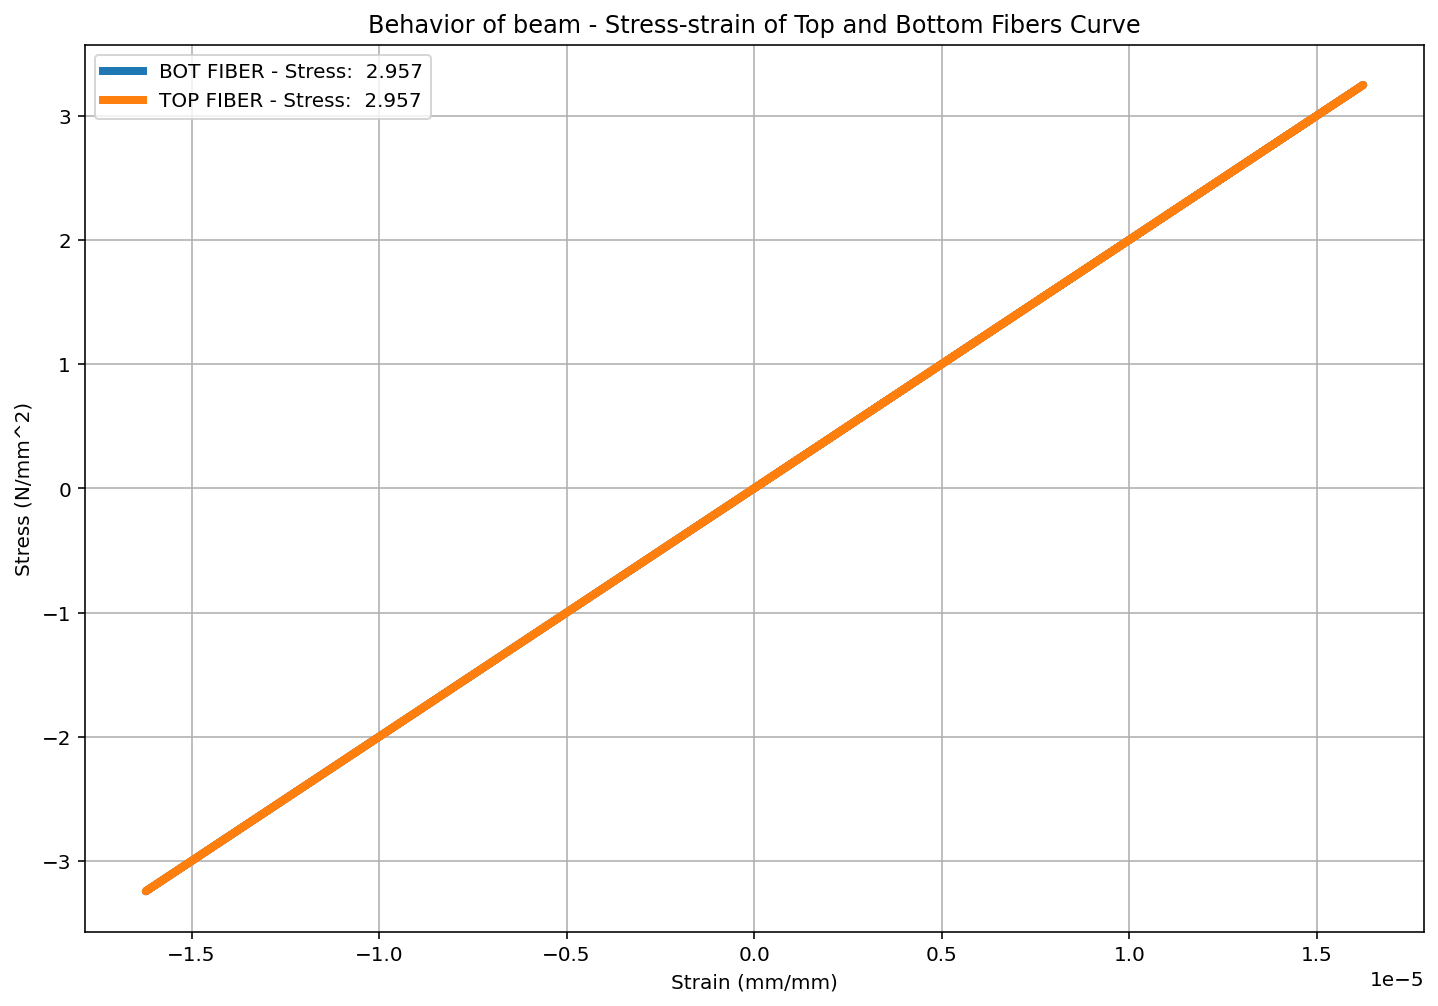 Behavior of beam - Stress-strain of Top and Bottom Fibers Curve
BOT FIBER - Stress:  2.957
TOP FIBER - Stress:  2.957
Stress (N/mm^2)
3
2
1
0
−1
−2
−3
−1.5
−1.0
−0.5
0.0
0.5
1.0
1.5
1e−5
Strain (mm/mm)